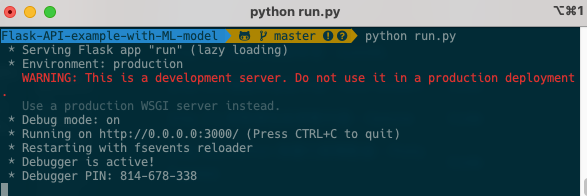 python run.py
⌥⌘1
Flask-API-example-with-ML-model master !? python run.py
* Serving Flask app "run" (lazy loading)
* Environment: production
WARNING: This is a development server. Do not use it in a production deployment
.
Use a production WSGI server instead.
* Debug mode: on
* Running on http://0.0.0.0:3000/ (Press CTRL+C to quit)
* Restarting with fsevents reloader
* Debugger is active!
* Debugger PIN: 814-678-338